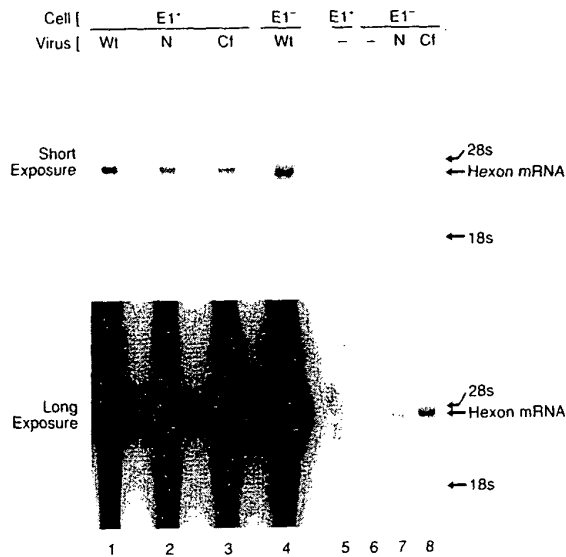 Cell [ E1+ E1− E1+ E1−
Virus [ Wt N Cf Wt − − N Cf
Short
Exposure
28s
Hexon mRNA
18s
Long
Exposure
28s
Hexon mRNA
18s
1 2 3 4 5 6 7 8